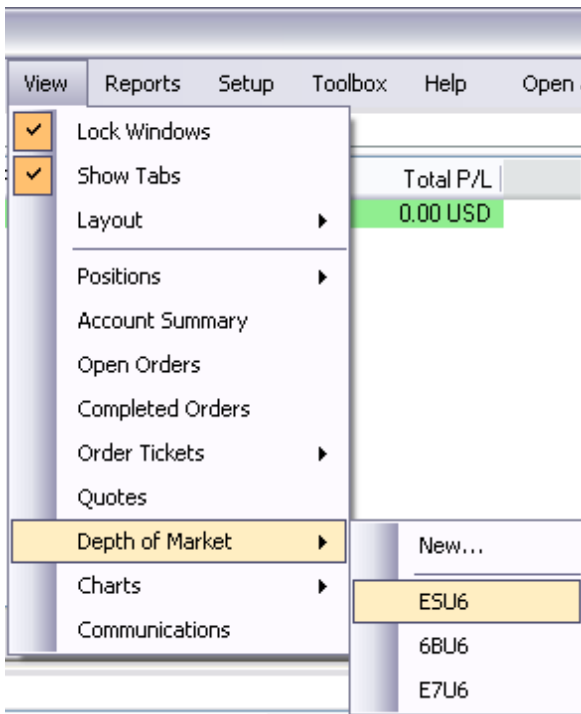 View Reports Setup Toolbox Help Open
Lock Windows
Show Tabs
Total P/L
Layout
0.00 USD
Positions
Account Summary
Open Orders
Completed Orders
Order Tickets
Quotes
Depth of Market
New...
Charts
ESU6
Communications
6BU6
E7U6